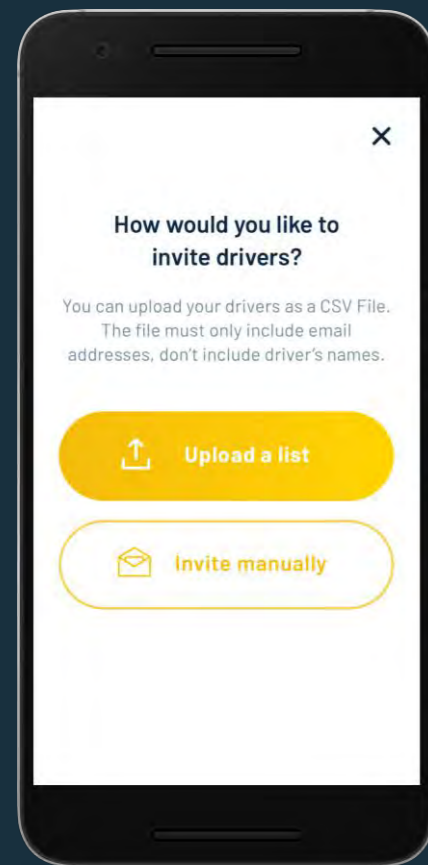 How would you like to
invite drivers?
You can upload your drivers as a CSV File.
The file must only include email
addresses, don't include driver's names.
Upload a list
Invite manually